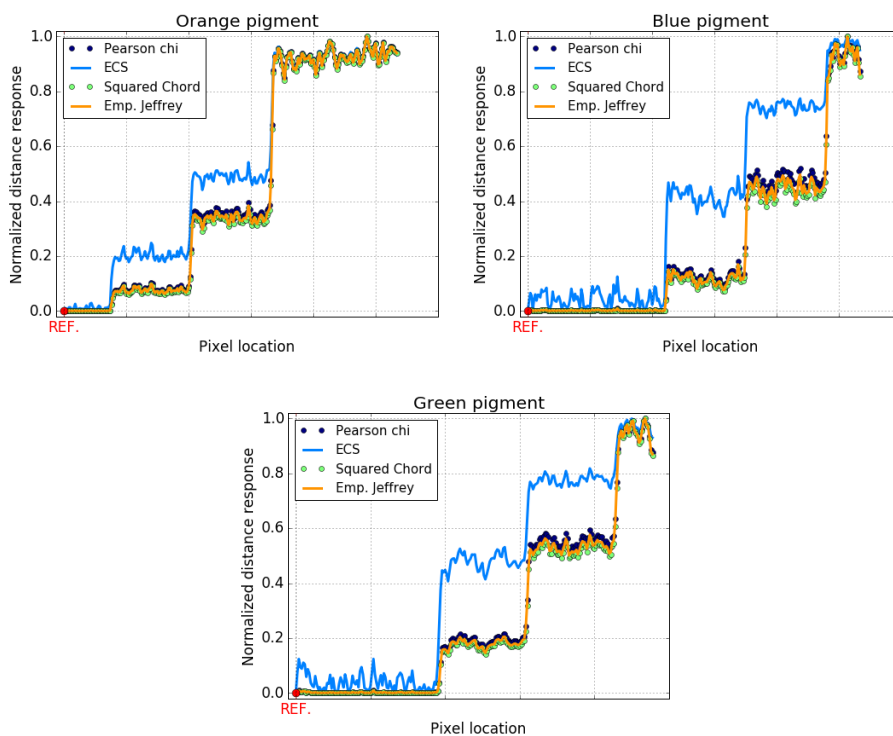 Orange pigment
Normalized distance response
1.0
0.8
0.6
0.4
0.2
0.0
Pearson chi
ECS
Squared Chord
Emp. Jeffrey
REF.
Pixel location
Blue pigment
Normalized distance response
1.0
0.8
0.6
0.4
0.2
0.0
Pearson chi
ECS
Squared Chord
Emp. Jeffrey
REF.
Pixel location
Green pigment
Normalized distance response
1.0
0.8
0.6
0.4
0.2
0.0
Pearson chi
ECS
Squared Chord
Emp. Jeffrey
REF.
Pixel location